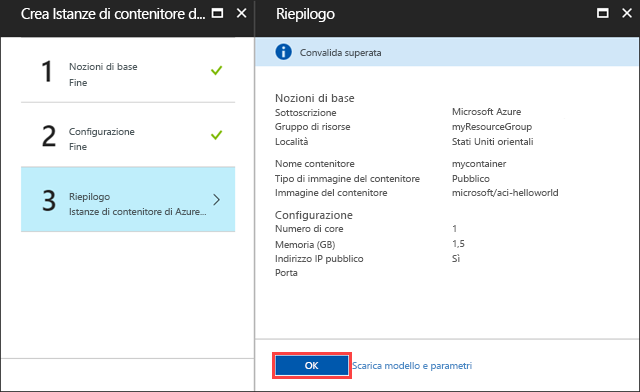 Crea Istanze di contenitore d...
1
Nozioni di base
Fine
2
Configurazione
Fine
3
Riepilogo
Istanze di contenitore di Azure...
Riepilogo
Convalida superata
Nozioni di base
Sottoscrizione Microsoft Azure
Gruppo di risorse myResourceGroup
Località Stati Uniti orientali
Nome contenitore mycontainer
Tipo di immagine del contenitore Pubblico
Immagine del contenitore microsoft/aci-helloworld
Configurazione
Numero di core 1
Memoria (GB) 1,5
Indirizzo IP pubblico Sì
Porta
OK Scarica modello e parametri